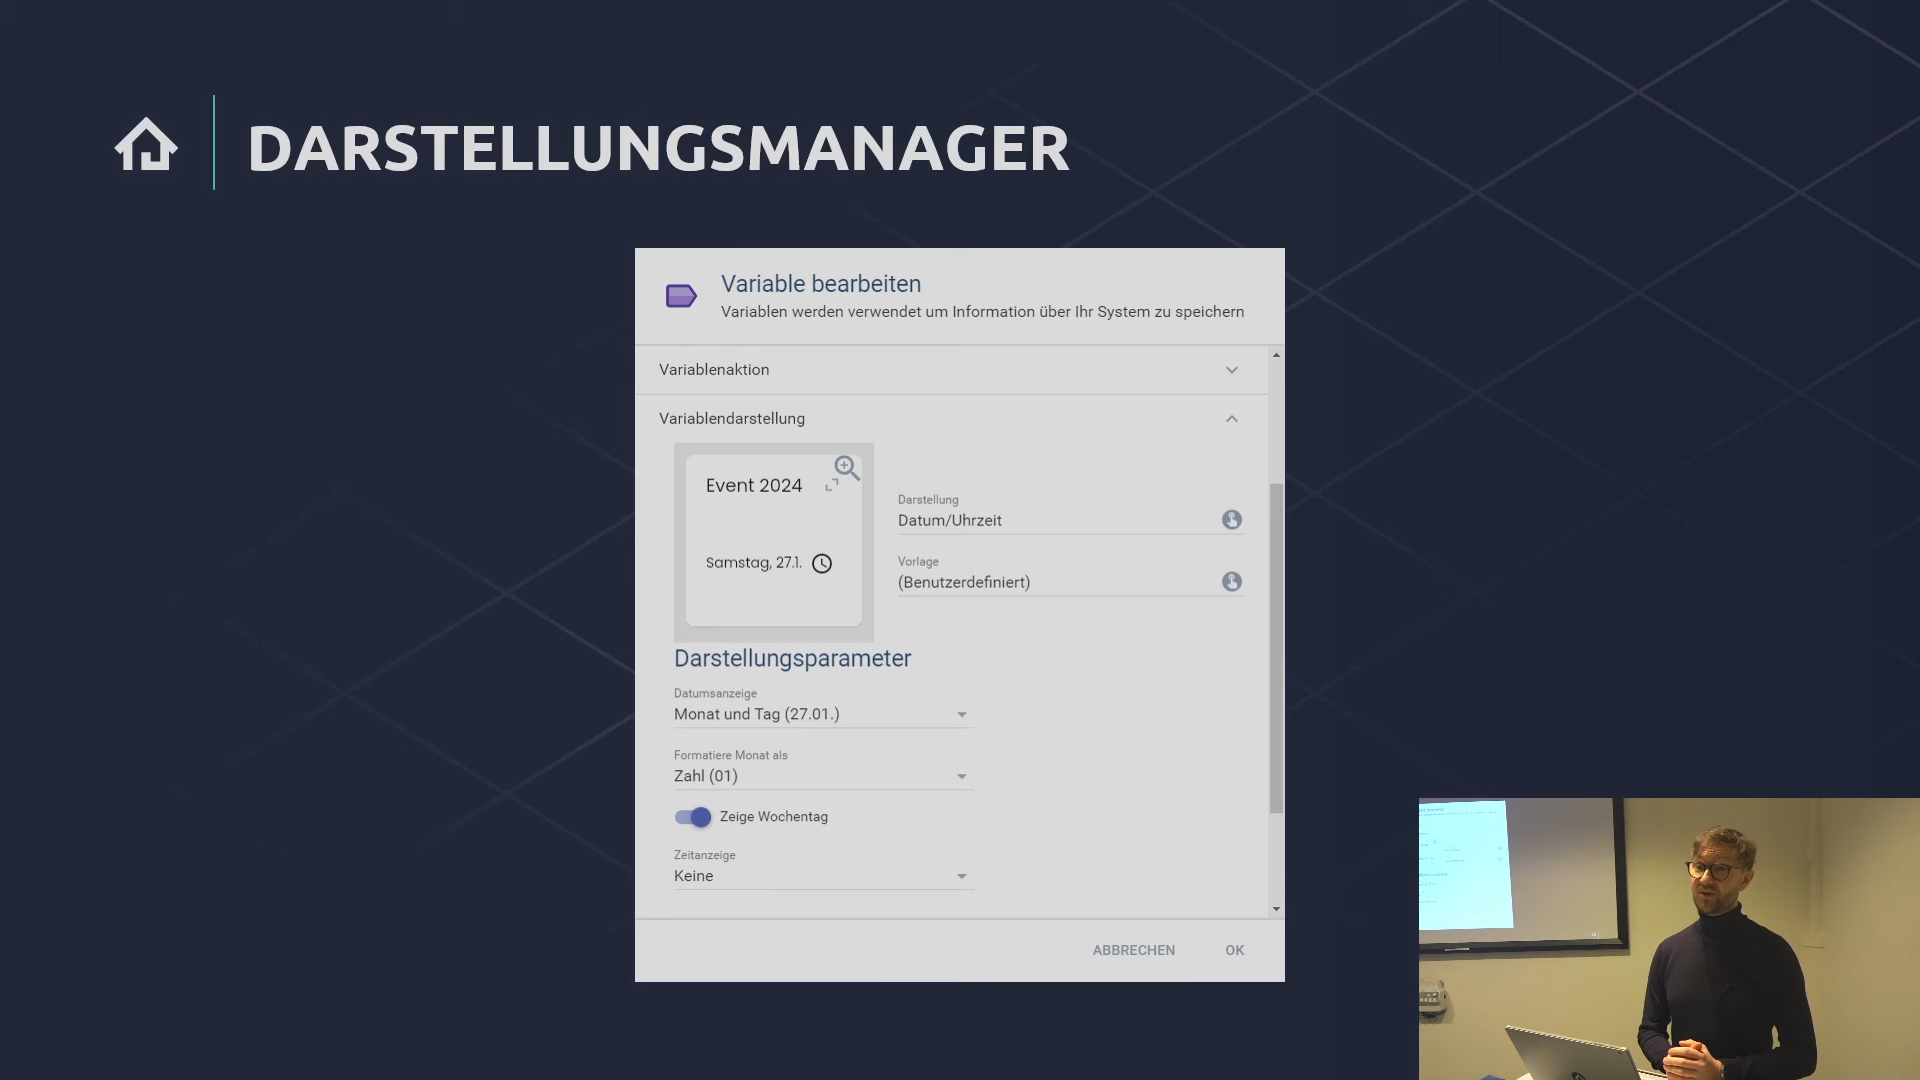 DARSTELLUNGSMANAGER
Variable bearbeiten
Variablen werden verwendet um Information über Ihr System zu speichern
Variablenaktion
Variablendarstellung
Event 2024
Samstag, 27.1.
Darstellung
Datum/Uhrzeit
Vorlage
(Benutzerdefiniert)
Darstellungsparameter
Datumsanzeige
Monat und Tag (27.01.)
Formatiere Monat als
Zahl (01)
Zeige Wochentag
Zeitanzeige
Keine
ABBRECHEN
OK